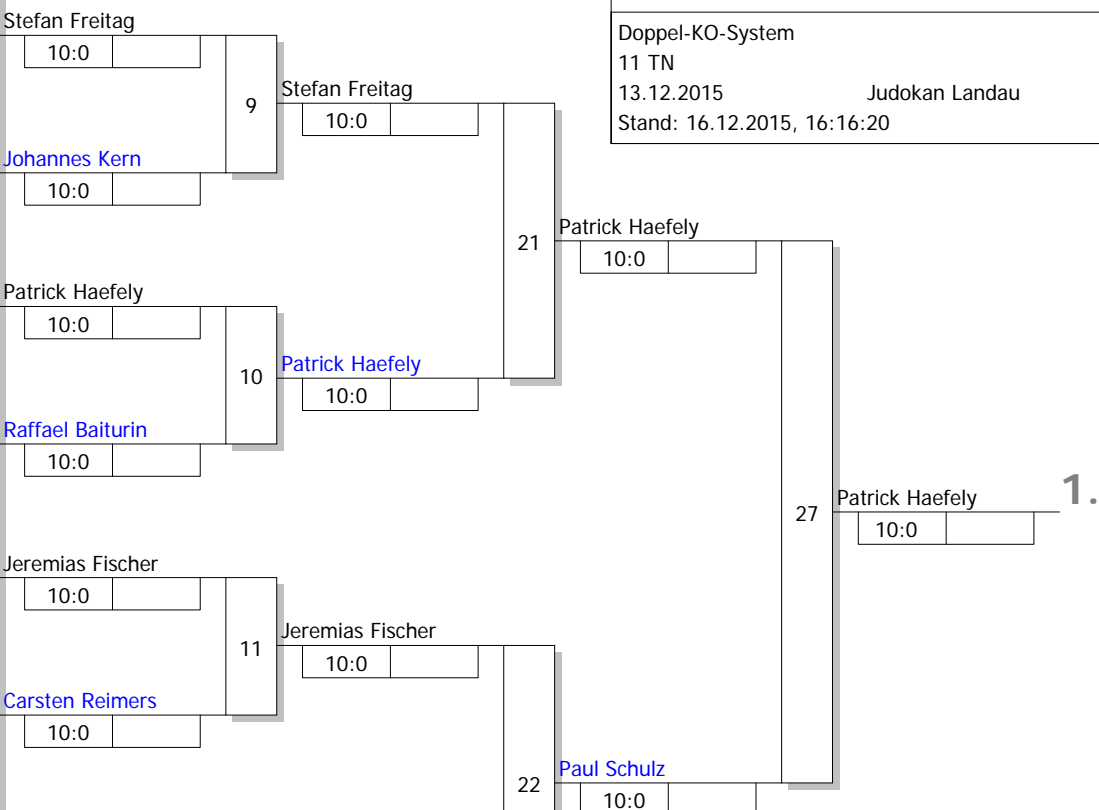 Stefan Freitag
10:0
Doppel-KO-System
11 TN
13.12.2015 Judokan Landau
Stand: 16.12.2015, 16:16:20
9
Stefan Freitag
10:0
Johannes Kern
10:0
21
Patrick Haefely
10:0
Patrick Haefely
10:0
10
Patrick Haefely
10:0
Raffael Baiturin
10:0
27
Patrick Haefely
1.
10:0
Jeremias Fischer
10:0
11
Jeremias Fischer
10:0
Carsten Reimers
10:0
22
Paul Schulz
10:0